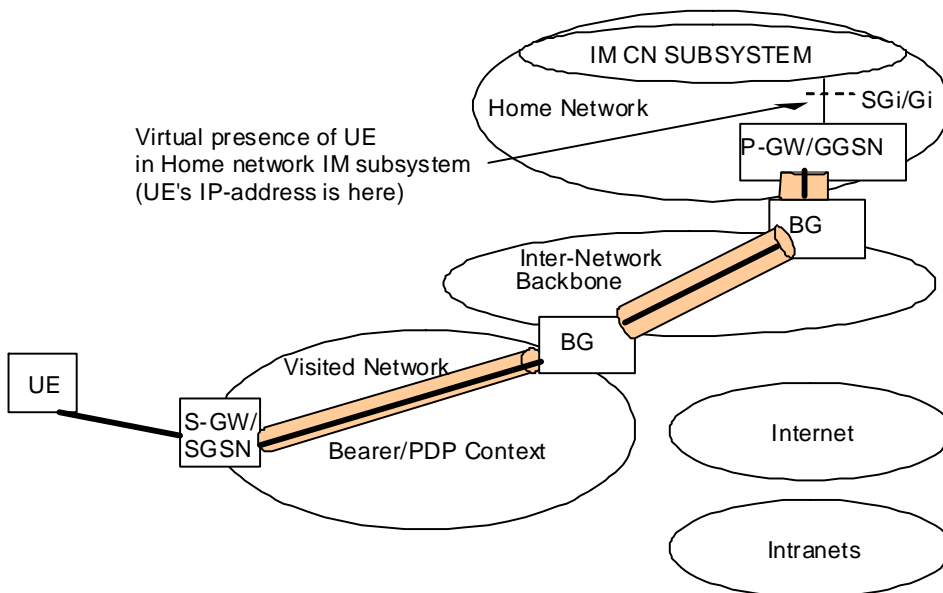 IM CN SUBSYSTEM
SGi/Gi
Home Network
Virtual presence of UE
in Home network IM subsystem
(UE's IP-address is here)
P-GW/GGSN
BG
Inter-Network
Backbone
BG
Visited Network
UE
S-GW/
SGSN
Bearer/PDP Context
Internet
Intranets